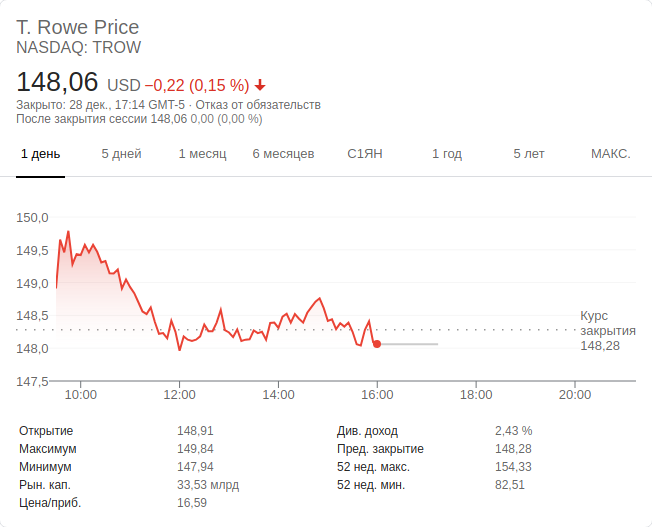 T. Rowe Price
NASDAQ: TROW
148,06 USD −0,22 (0,15 %)
Закрыто: 28 дек., 17:14 GMT-5 · Отказ от обязательств
После закрытия сессии 148,06 0,00 (0,00 %)
1 день 5 дней 1 месяц 6 месяцев С1ЯН 1 год 5 лет МАКС.
150,0
149,5
149,0
148,5
148,0
147,5
Курс
закрытия
148,28
10:00 12:00 14:00 16:00 18:00 20:00
Открытие 148,91 Див. доход 2,43 %
Максимум 149,84 Пред. закрытие 148,28
Минимум 147,94 52 нед. макс. 154,33
Рын. кап. 33,53 млрд 52 нед. мин. 82,51
Цена/приб. 16,59